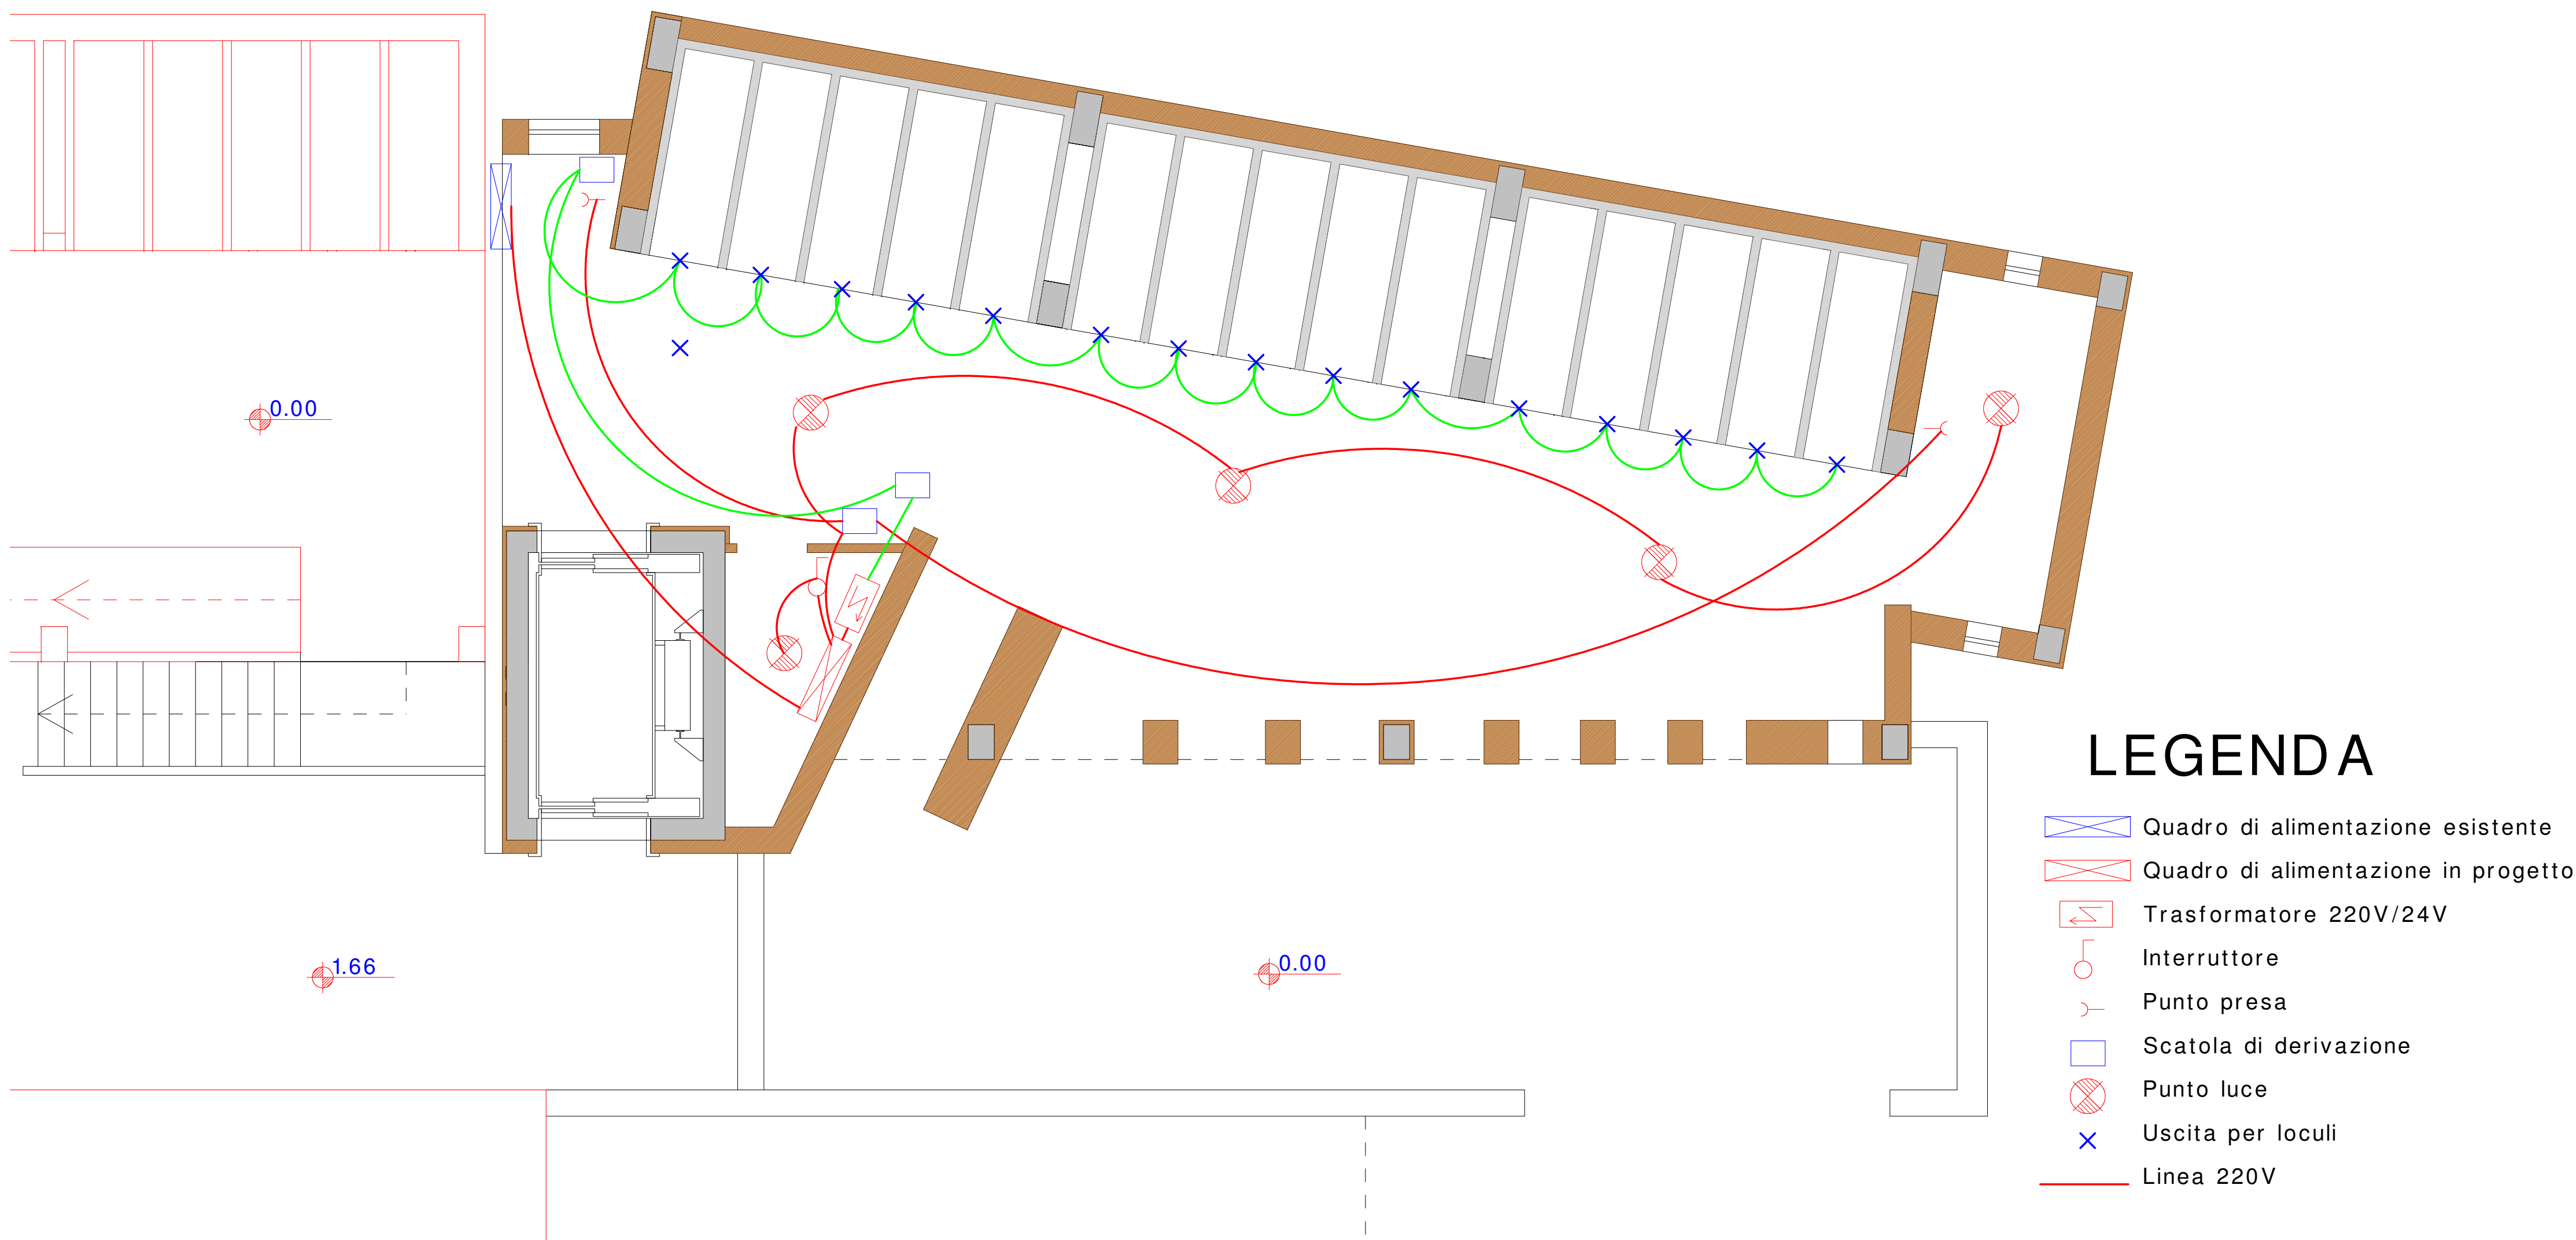 0.00
1.66
0.00
LEGENDA
Quadro di alimentazione esistente
Quadro di alimentazione in progetto
Trasformatore 220V/24V
Interruttore
Punto presa
Scatola di derivazione
Punto luce
Uscita per loculi
Linea 220V